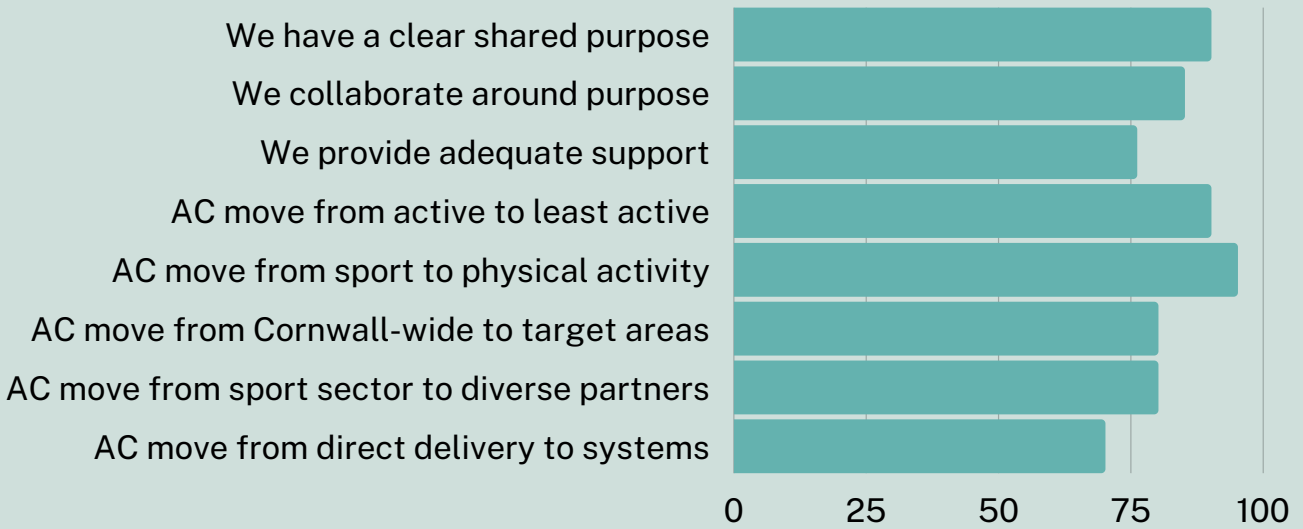 We have a clear shared purpose
We collaborate around purpose
We provide adequate support
AC move from active to least active
AC move from sport to physical activity
AC move from Cornwall-wide to target areas
AC move from sport sector to diverse partners
AC move from direct delivery to systems
0 25 50 75 100